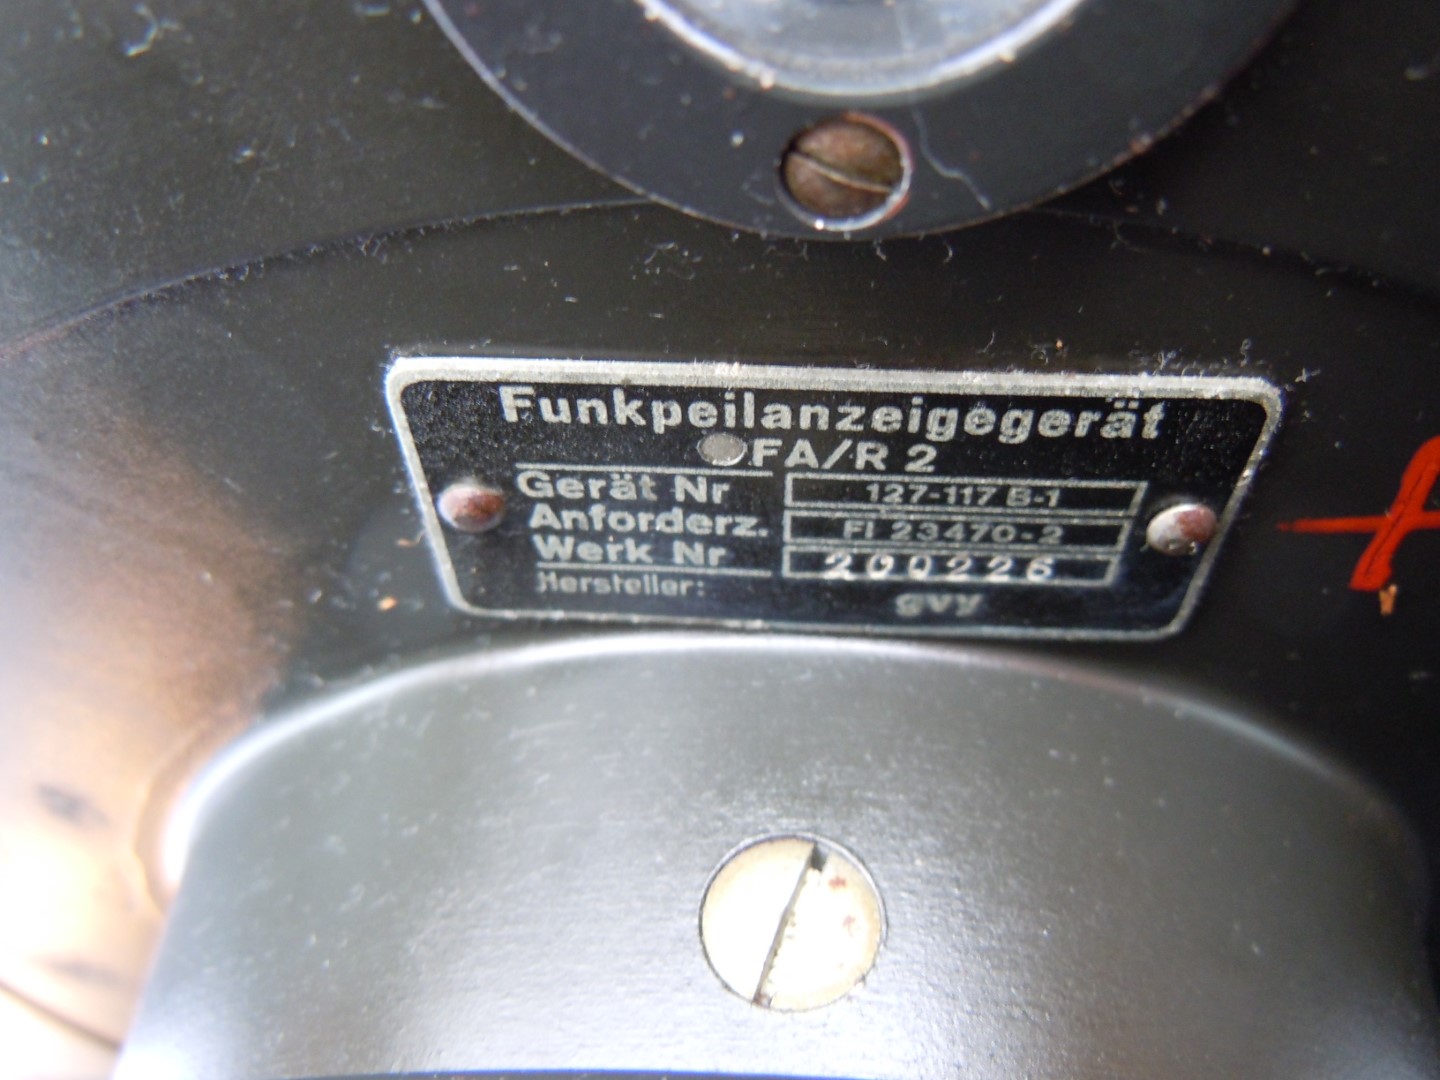 Funkpeilanzeigegerät
FA/R 2
Gerät Nr 127-117 B-1
Anforderz. Fl 23470-2
Werk Nr 200226
Hersteller: gvy